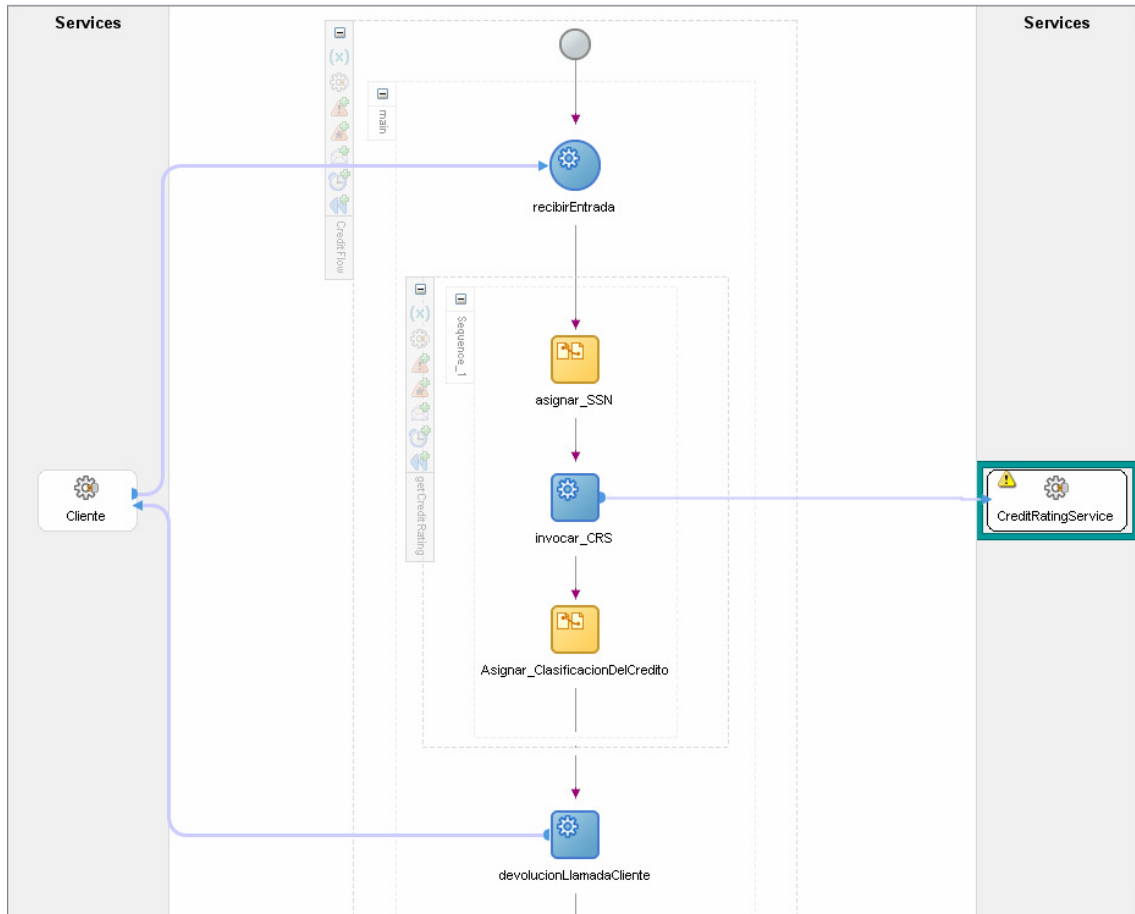 Services
Services
(x)
main
recibirEntrada
CreditFlow
(x)
Sequence_1
asignar_SSN
getCreditRating
invocar_CRS
Cliente
CreditRatingService
Asignar_ClasificacionDelCredito
devolucionLlamadaCliente